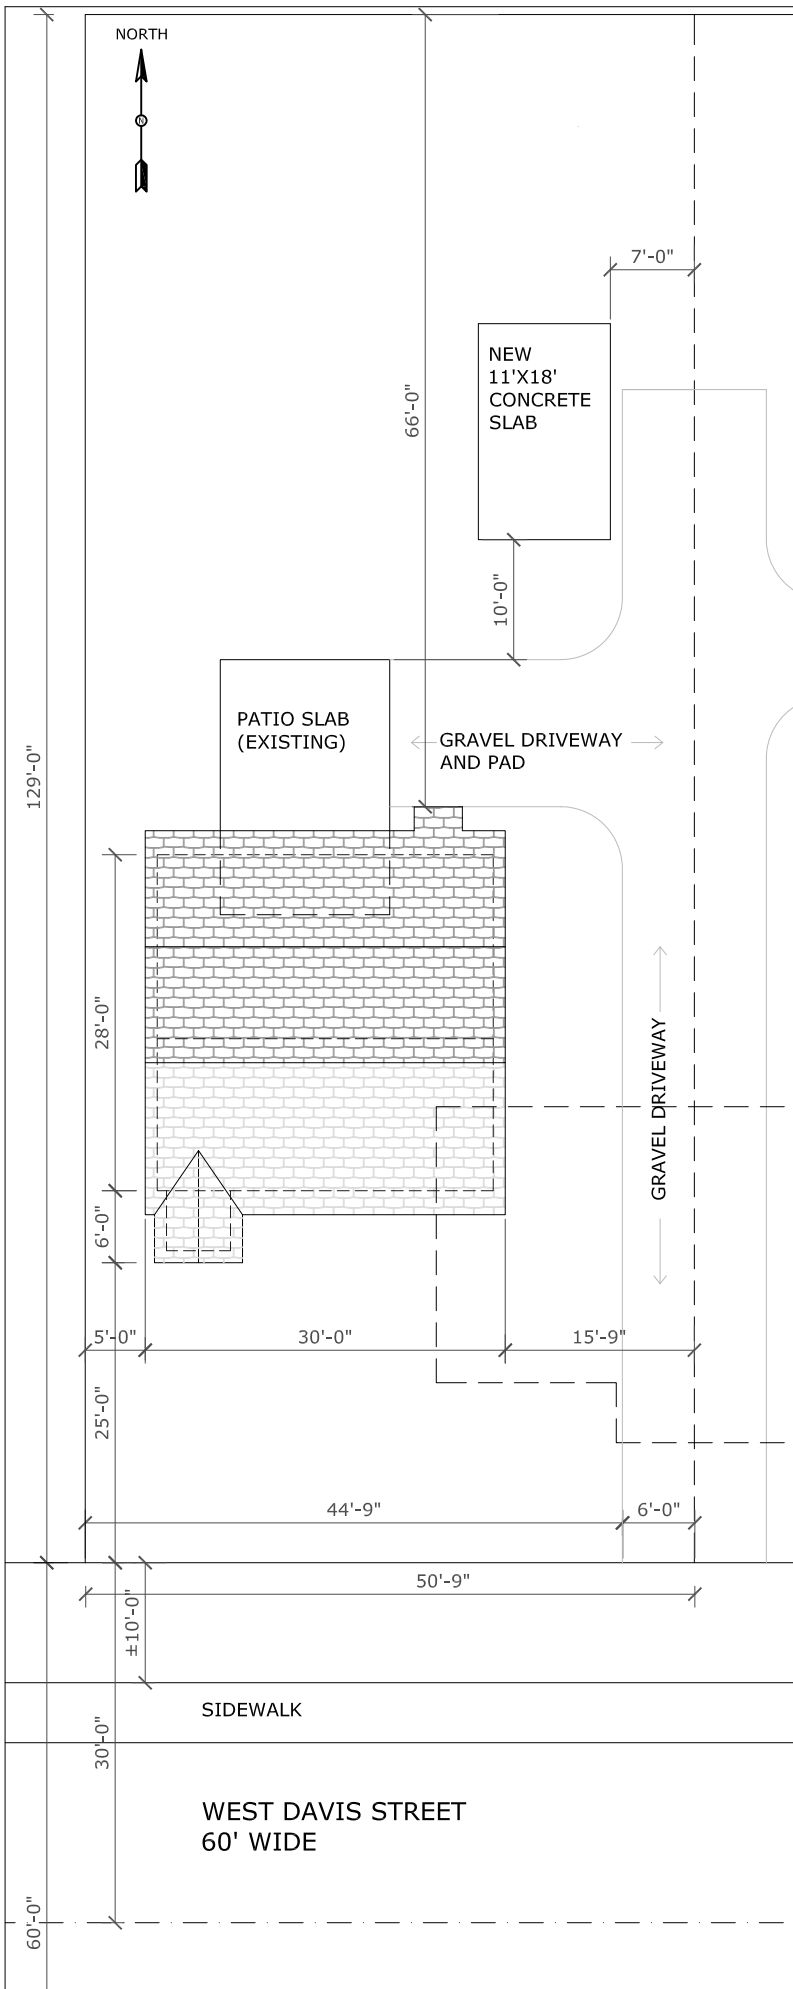 NORTH
N
7'-0"
NEW
11'X18'
CONCRETE
SLAB
66'-0"
10'-0"
PATIO SLAB
(EXISTING)
GRAVEL DRIVEWAY
AND PAD
129'-0"
28'-0"
GRAVEL DRIVEWAY
6'-0"
5'-0"
30'-0"
15'-9"
25'-0"
44'-9"
6'-0"
50'-9"
±10'-0"
SIDEWALK
30'-0"
WEST DAVIS STREET
60' WIDE
60'-0"